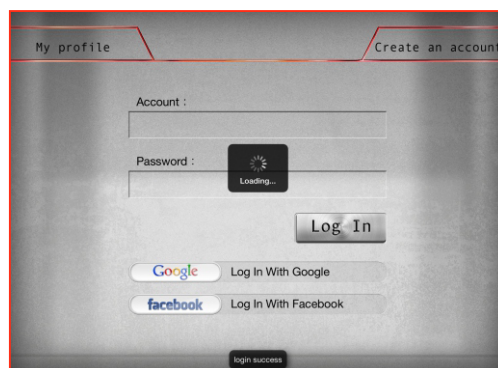 My profile
Create an account
Account :
Password :
Loading...
Log In
Google Log In With Google
facebook Log In With Facebook
login success